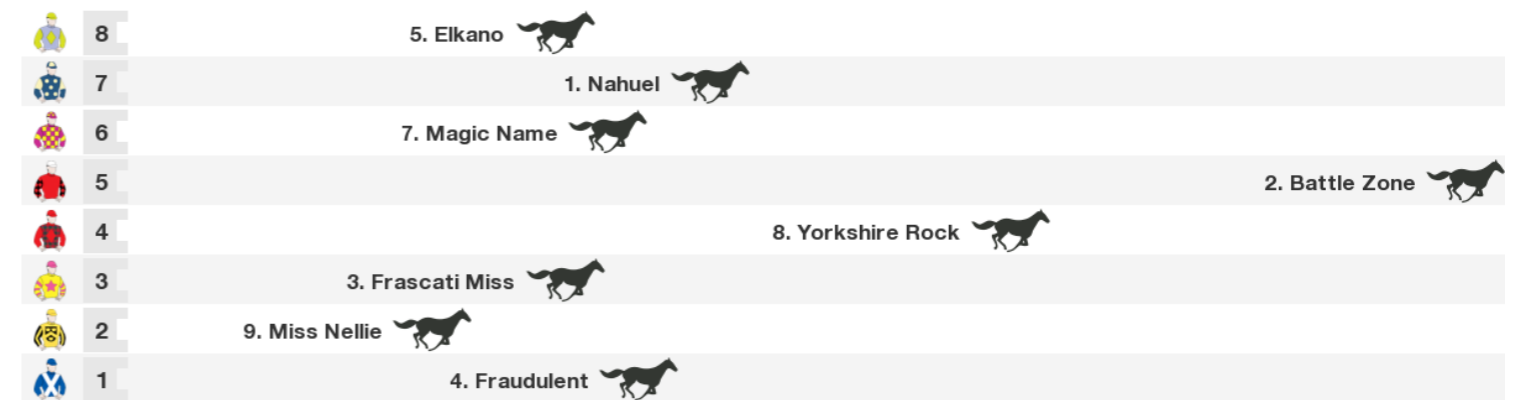 8 5. Elkano
7 1. Nahuel
6 7. Magic Name
5 2. Battle Zone
4 8. Yorkshire Rock
3 3. Frascati Miss
2 9. Miss Nellie
1 4. Fraudulent